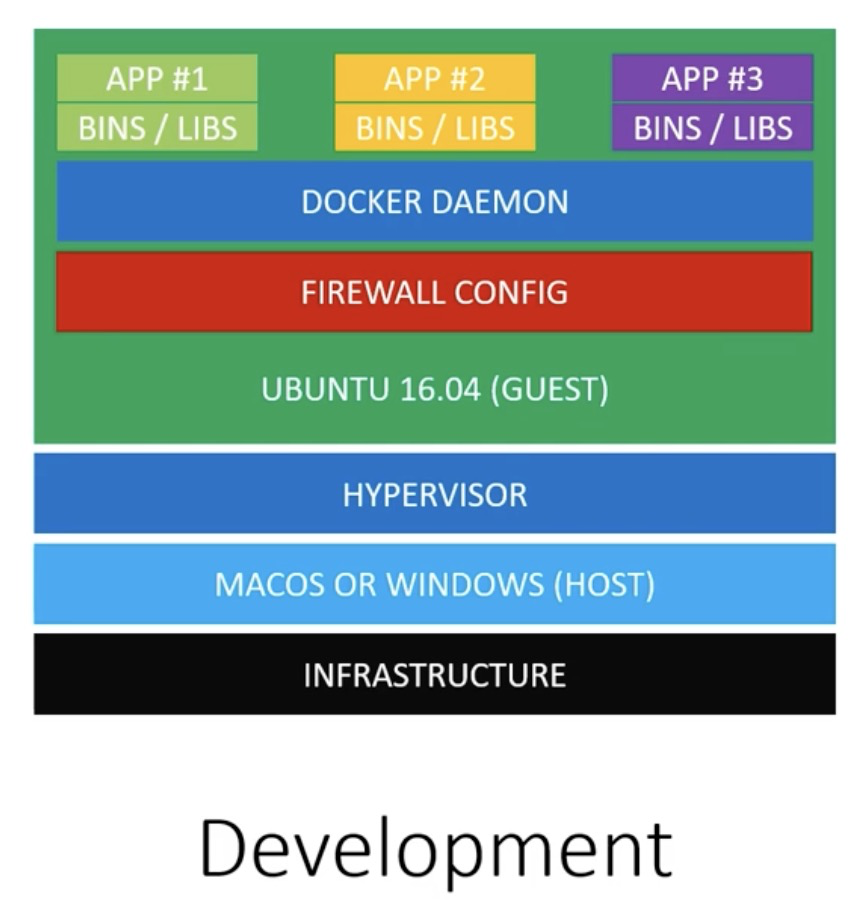 APP #1
APP #2
APP #3
BINS / LIBS
BINS / LIBS
BINS / LIBS
DOCKER DAEMON
FIREWALL CONFIG
UBUNTU 16.04 (GUEST)
HYPERVISOR
MACOS OR WINDOWS (HOST)
INFRASTRUCTURE
Development